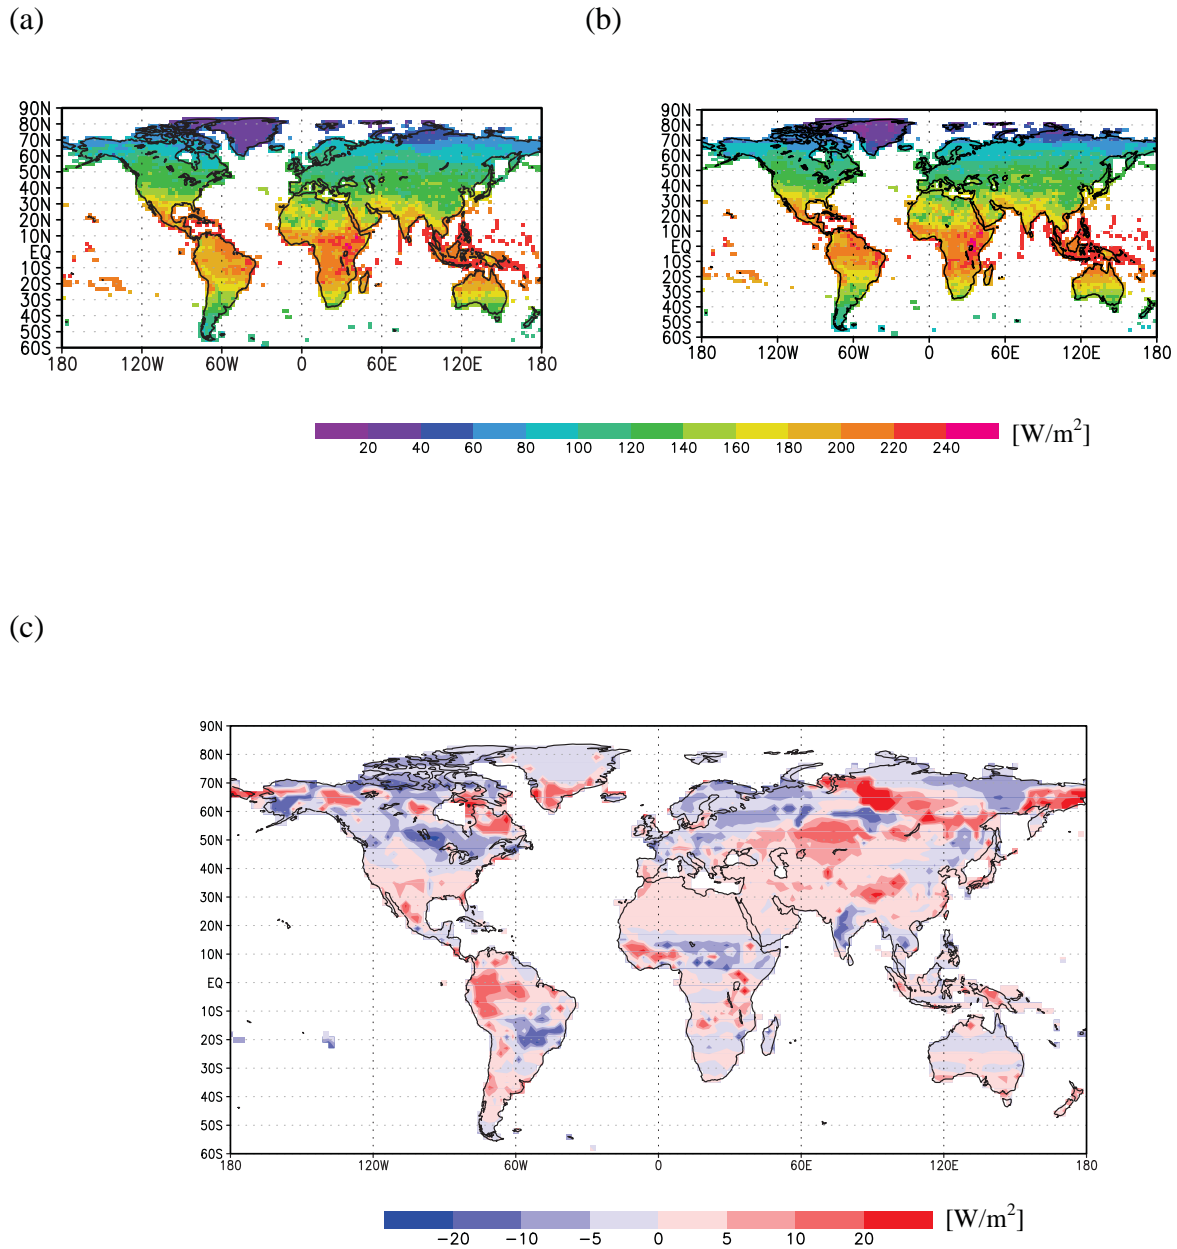 (a)
(b)
90N
80N
70N
60N
50N
40N
30N
20N
10N
EQ
10S
20S
30S
40S
50S
60S
180 120W 60W 0 60E 120E 180
90N
80N
70N
60N
50N
40N
30N
20N
10N
EQ
10S
20S
30S
40S
50S
60S
180 120W 60W 0 60E 120E 180
20 40 60 80 100 120 140 160 180 200 220 240 [W/m²]
(c)
90N
80N
70N
60N
50N
40N
30N
20N
10N
EQ
10S
20S
30S
40S
50S
60S
180 120W 60W 0 60E 120E 180
−20 −10 −5 0 5 10 20 [W/m²]